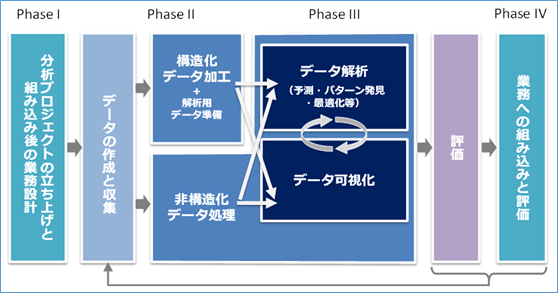 Phase I
Phase II
Phase III
Phase IV
分析プロジェクトの立ち上げと
組み込み後の業務設計
データの作成と収集
構造化
データ加工
+
解析用
データ準備
非構造化
データ処理
データ解析
(予測・パターン発見
・最適化等)
データ可視化
評価
業務への組み込みと評価